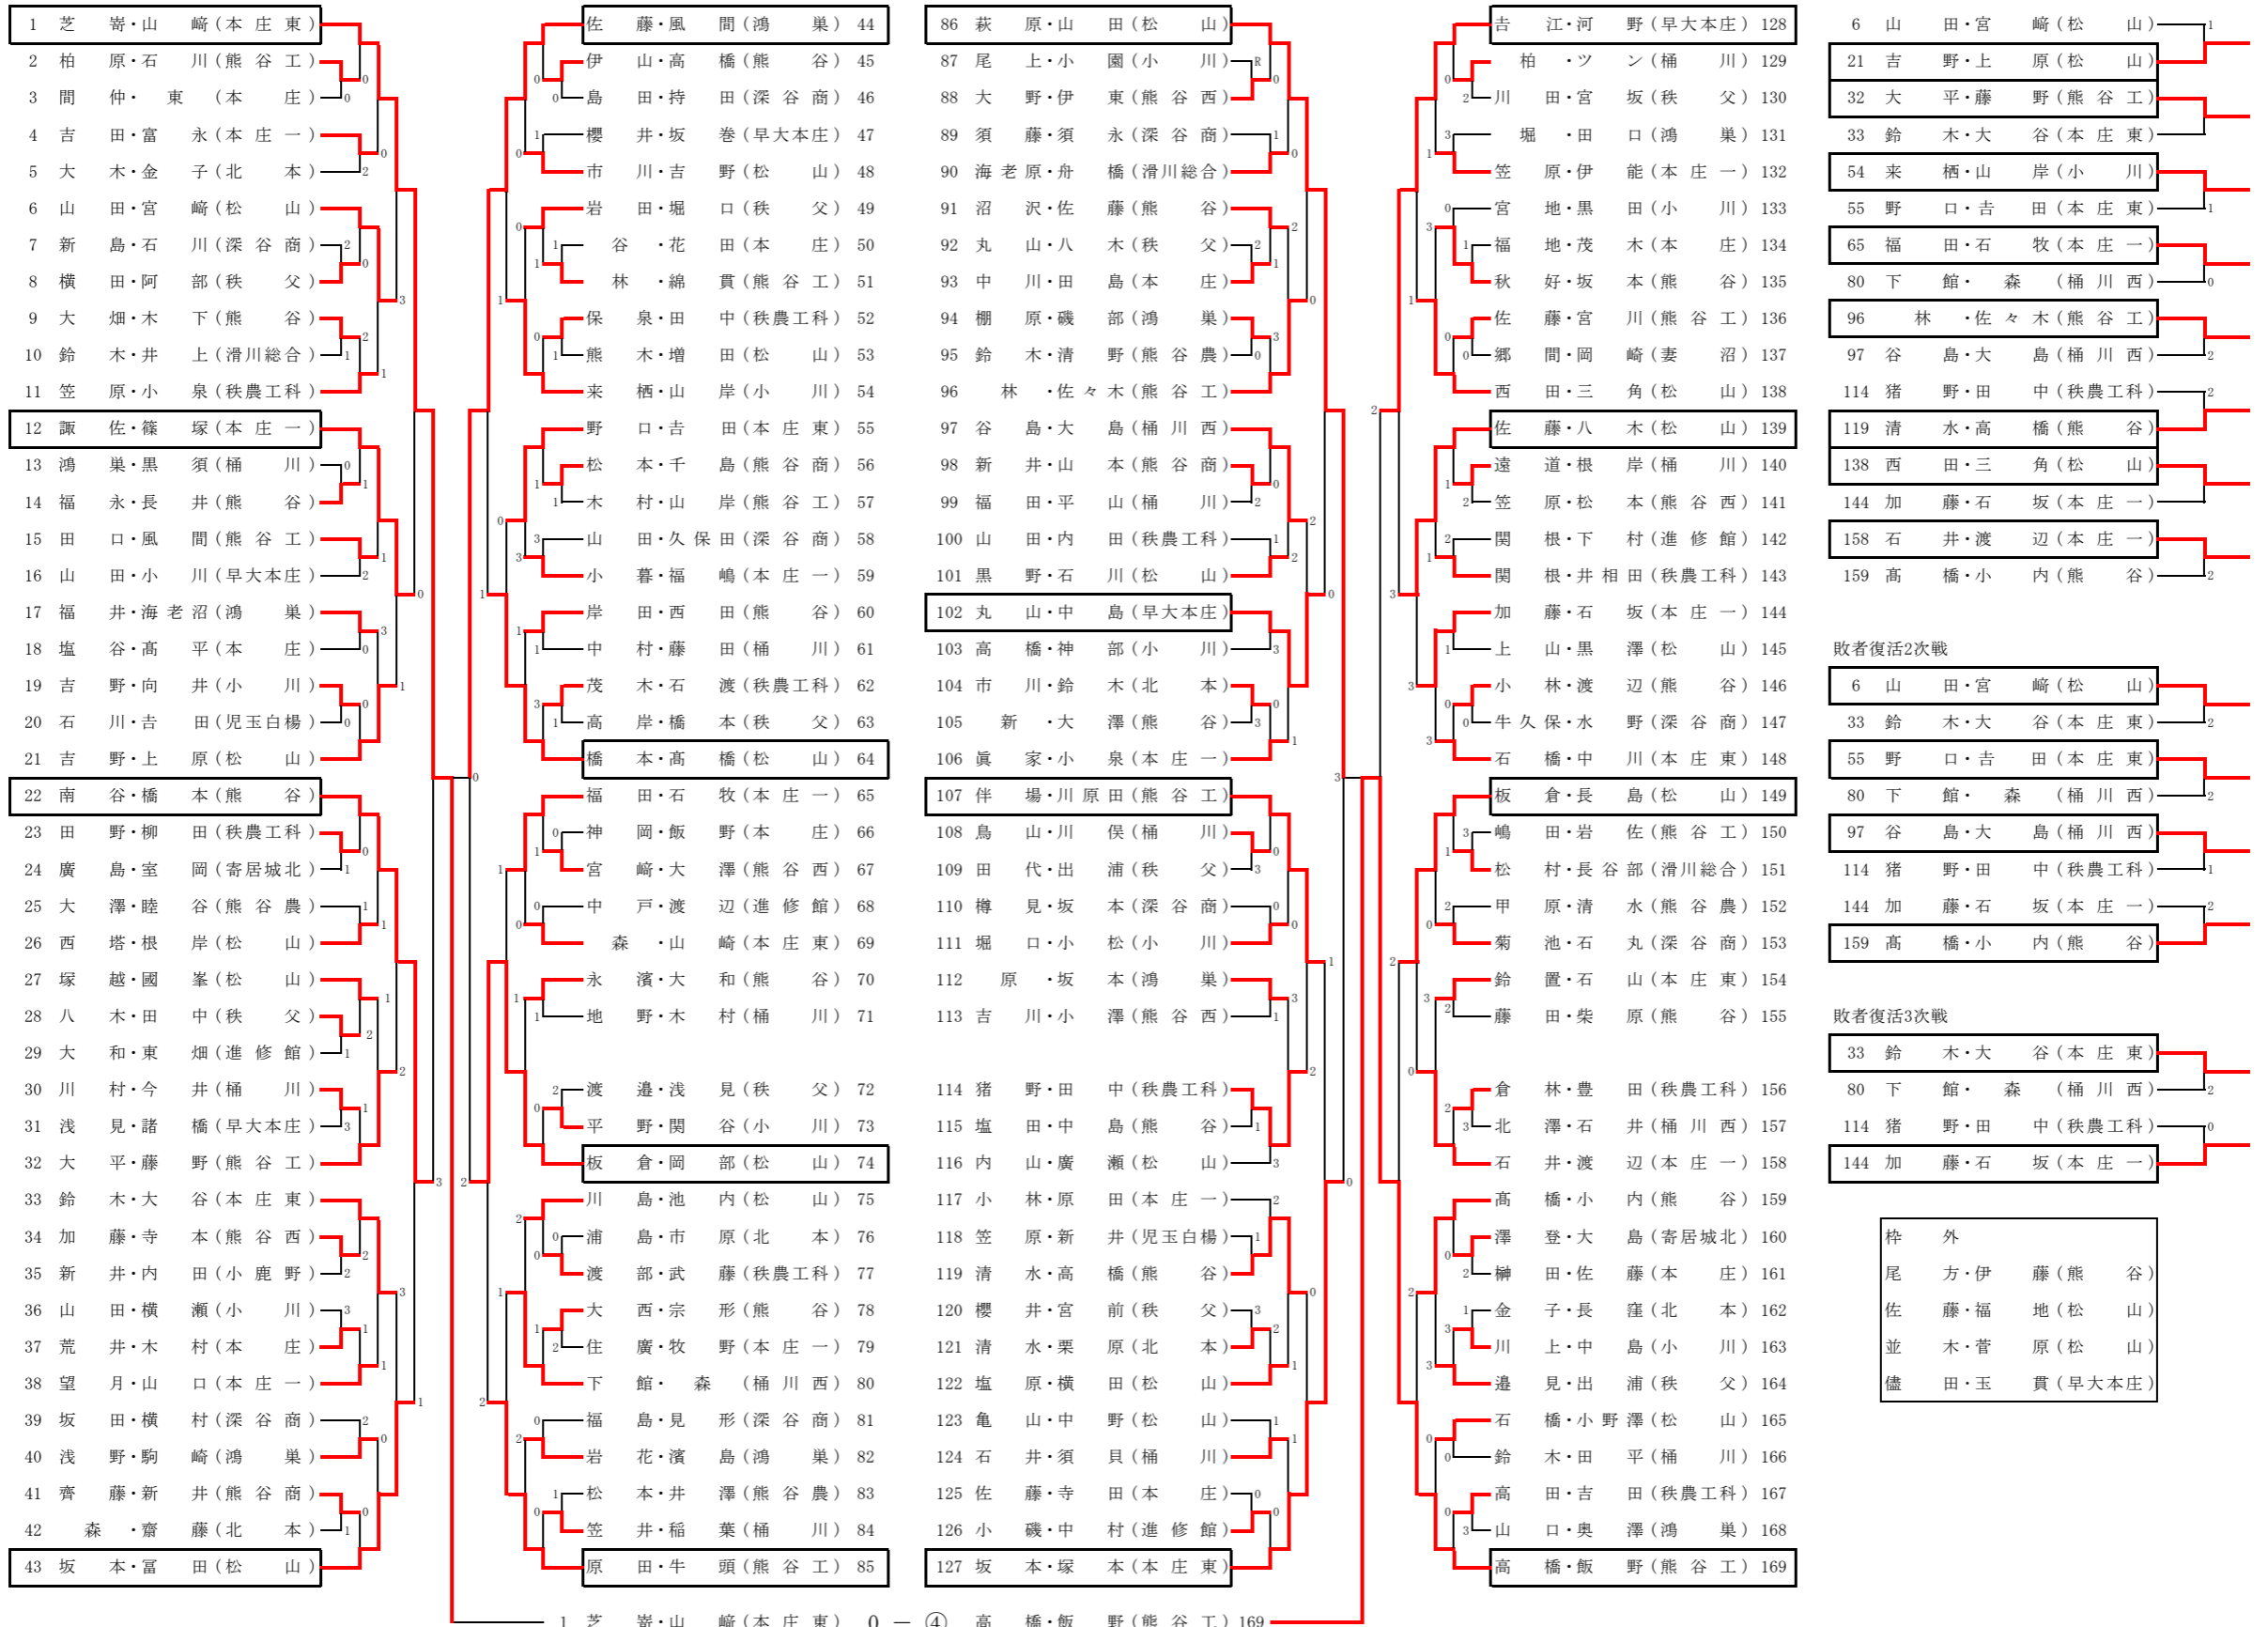 1 芝嵜・山﨑(本庄東)
2 柏原・石川(熊谷工)
3 間仲・東(本庄)
4 吉田・富永(本庄一)
5 大木・金子(北本)
6 山田・宮﨑(松山)
7 新島・石川(深谷商)
8 横田・阿部(秩父)
9 大畑・木下(熊谷)
10 鈴木・井上(滑川総合)
11 笠原・小泉(秩農工科)
12 諏佐・篠塚(本庄一)
13 鴻巣・黒須(桶川)
14 福永・長井(熊谷)
15 田口・風間(熊谷工)
16 山田・小川(早大本庄)
17 福井・海老沼(鴻巣)
18 塩谷・髙平(本庄)
19 吉野・向井(小川)
20 石川・𠮷田(児玉白楊)
21 吉野・上原(松山)
22 南谷・橋本(熊谷)
23 田野・柳田(秩農工科)
24 廣島・室岡(寄居城北)
25 大澤・睦谷(熊谷農)
26 西塔・根岸(松山)
27 塚越・國峯(松山)
28 八木・田中(秩父)
29 大和・東畑(進修館)
30 川村・今井(桶川)
31 浅見・諸橋(早大本庄)
32 大平・藤野(熊谷工)
33 鈴木・大谷(本庄東)
34 加藤・寺本(熊谷西)
35 新井・内田(小鹿野)
36 山田・横瀬(小川)
37 荒井・木村(本庄)
38 望月・山口(本庄一)
39 坂田・横村(深谷商)
40 浅野・駒崎(鴻巣)
41 齊藤・新井(熊谷商)
42 森・齋藤(北本)
43 坂本・冨田(松山)
佐藤・風間(鴻巣) 44
伊山・高橋(熊谷) 45
島田・持田(深谷商) 46
櫻井・坂巻(早大本庄) 47
市川・吉野(松山) 48
岩田・堀口(秩父) 49
谷・花田(本庄) 50
林・綿貫(熊谷工) 51
保泉・田中(秩農工科) 52
熊木・増田(松山) 53
来栖・山岸(小川) 54
野口・𠮷田(本庄東) 55
松本・千島(熊谷商) 56
木村・山岸(熊谷工) 57
山田・久保田(深谷商) 58
小暮・福嶋(本庄一) 59
岸田・西田(熊谷) 60
中村・藤田(桶川) 61
茂木・石渡(秩農工科) 62
高岸・橋本(秩父) 63
橋本・髙橋(松山) 64
福田・石牧(本庄一) 65
神岡・飯野(本庄) 66
宮﨑・大澤(熊谷西) 67
中戸・渡辺(進修館) 68
森・山崎(本庄東) 69
永濱・大和(熊谷) 70
地野・木村(桶川) 71
渡邉・浅見(秩父) 72
平野・関谷(小川) 73
板倉・岡部(松山) 74
川島・池内(松山) 75
浦島・市原(北本) 76
渡部・武藤(秩農工科) 77
大西・宗形(熊谷) 78
住廣・牧野(本庄一) 79
下館・森(桶川西) 80
福島・見形(深谷商) 81
岩花・濱島(鴻巣) 82
松本・井澤(熊谷農) 83
笠井・稲葉(桶川) 84
原田・牛頭(熊谷工) 85
86 萩原・山田(松山)
87 尾上・小園(小川)
88 大野・伊東(熊谷西)
89 須藤・須永(深谷商)
90 海老原・舟橋(滑川総合)
91 沼沢・佐藤(熊谷)
92 丸山・八木(秩父)
93 中川・田島(本庄)
94 棚原・磯部(鴻巣)
95 鈴木・清野(熊谷農)
96 林・佐々木(熊谷工)
97 谷島・大島(桶川西)
98 新井・山本(熊谷商)
99 福田・平山(桶川)
100 山田・内田(秩農工科)
101 黒野・石川(松山)
102 丸山・中島(早大本庄)
103 高橋・神部(小川)
104 市川・鈴木(北本)
105 新・大澤(熊谷)
106 眞家・小泉(本庄一)
107 伴場・川原田(熊谷工)
108 鳥山・川俣(桶川)
109 田代・出浦(秩父)
110 樽見・坂本(深谷商)
111 堀口・小松(小川)
112 原・坂本(鴻巣)
113 吉川・小澤(熊谷西)
114 猪野・田中(秩農工科)
115 塩田・中島(熊谷)
116 内山・廣瀬(松山)
117 小林・原田(本庄一)
118 笠原・新井(児玉白楊)
119 清水・高橋(熊谷)
120 櫻井・宮前(秩父)
121 清水・栗原(北本)
122 塩原・横田(松山)
123 亀山・中野(松山)
124 石井・須貝(桶川)
125 佐藤・寺田(本庄)
126 小磯・中村(進修館)
127 坂本・塚本(本庄東)
𠮷江・河野(早大本庄) 128
柏・ツン(桶川) 129
川田・宮坂(秩父) 130
堀・田口(鴻巣) 131
笠原・伊能(本庄一) 132
宮地・黒田(小川) 133
福地・茂木(本庄) 134
秋好・坂本(熊谷) 135
佐藤・宮川(熊谷工) 136
郷間・岡崎(妻沼) 137
西田・三角(松山) 138
佐藤・八木(松山) 139
遠道・根岸(桶川) 140
笠原・松本(熊谷西) 141
関根・下村(進修館) 142
関根・井相田(秩農工科) 143
加藤・石坂(本庄一) 144
上山・黒澤(松山) 145
小林・渡辺(熊谷) 146
牛久保・水野(深谷商) 147
石橋・中川(本庄東) 148
板倉・長島(松山) 149
嶋田・岩佐(熊谷工) 150
松村・長谷部(滑川総合) 151
甲原・清水(熊谷農) 152
菊池・石丸(深谷商) 153
鈴置・石山(本庄東) 154
藤田・柴原(熊谷) 155
倉林・豊田(秩農工科) 156
北澤・石井(桶川西) 157
石井・渡辺(本庄一) 158
髙橋・小内(熊谷) 159
澤登・大島(寄居城北) 160
榊田・佐藤(本庄) 161
金子・長窪(北本) 162
川上・中島(小川) 163
邉見・出浦(秩父) 164
石橋・小野澤(松山) 165
鈴木・田平(桶川) 166
高田・吉田(秩農工科) 167
山口・奥澤(鴻巣) 168
高橋・飯野(熊谷工) 169
6 山田・宮﨑(松山)
21 吉野・上原(松山)
32 大平・藤野(熊谷工)
33 鈴木・大谷(本庄東)
54 来栖・山岸(小川)
55 野口・𠮷田(本庄東)
65 福田・石牧(本庄一)
80 下館・森(桶川西)
96 林・佐々木(熊谷工)
97 谷島・大島(桶川西)
114 猪野・田中(秩農工科)
119 清水・高橋(熊谷)
138 西田・三角(松山)
144 加藤・石坂(本庄一)
158 石井・渡辺(本庄一)
159 髙橋・小内(熊谷)
敗者復活2次戦
6 山田・宮﨑(松山)
33 鈴木・大谷(本庄東)
55 野口・𠮷田(本庄東)
80 下館・森(桶川西)
97 谷島・大島(桶川西)
114 猪野・田中(秩農工科)
144 加藤・石坂(本庄一)
159 髙橋・小内(熊谷)
敗者復活3次戦
33 鈴木・大谷(本庄東)
80 下館・森(桶川西)
114 猪野・田中(秩農工科)
144 加藤・石坂(本庄一)
枠外
尾方・伊藤(熊谷)
佐藤・福地(松山)
並木・菅原(松山)
儘田・玉貫(早大本庄)
1 芝嵜・山﨑(本庄東) 0 — ④ 高橋・飯野(熊谷工) 169